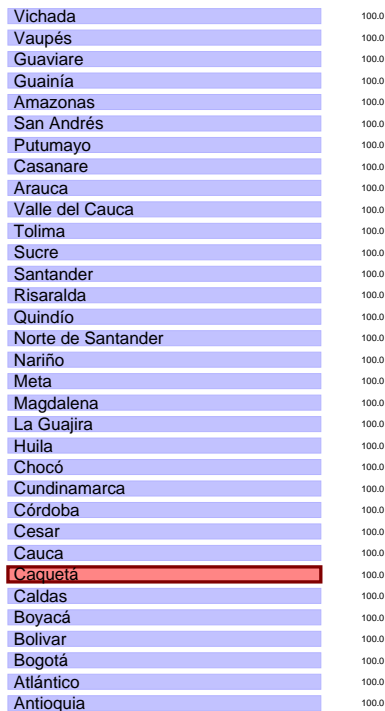 Vichada 100.0
Vaupés 100.0
Guaviare 100.0
Guainía 100.0
Amazonas 100.0
San Andrés 100.0
Putumayo 100.0
Casanare 100.0
Arauca 100.0
Valle del Cauca 100.0
Tolima 100.0
Sucre 100.0
Santander 100.0
Risaralda 100.0
Quindío 100.0
Norte de Santander 100.0
Nariño 100.0
Meta 100.0
Magdalena 100.0
La Guajira 100.0
Huila 100.0
Chocó 100.0
Cundinamarca 100.0
Córdoba 100.0
Cesar 100.0
Cauca 100.0
Caquetá 100.0
Caldas 100.0
Boyacá 100.0
Bolivar 100.0
Bogotá 100.0
Atlántico 100.0
Antioquia 100.0